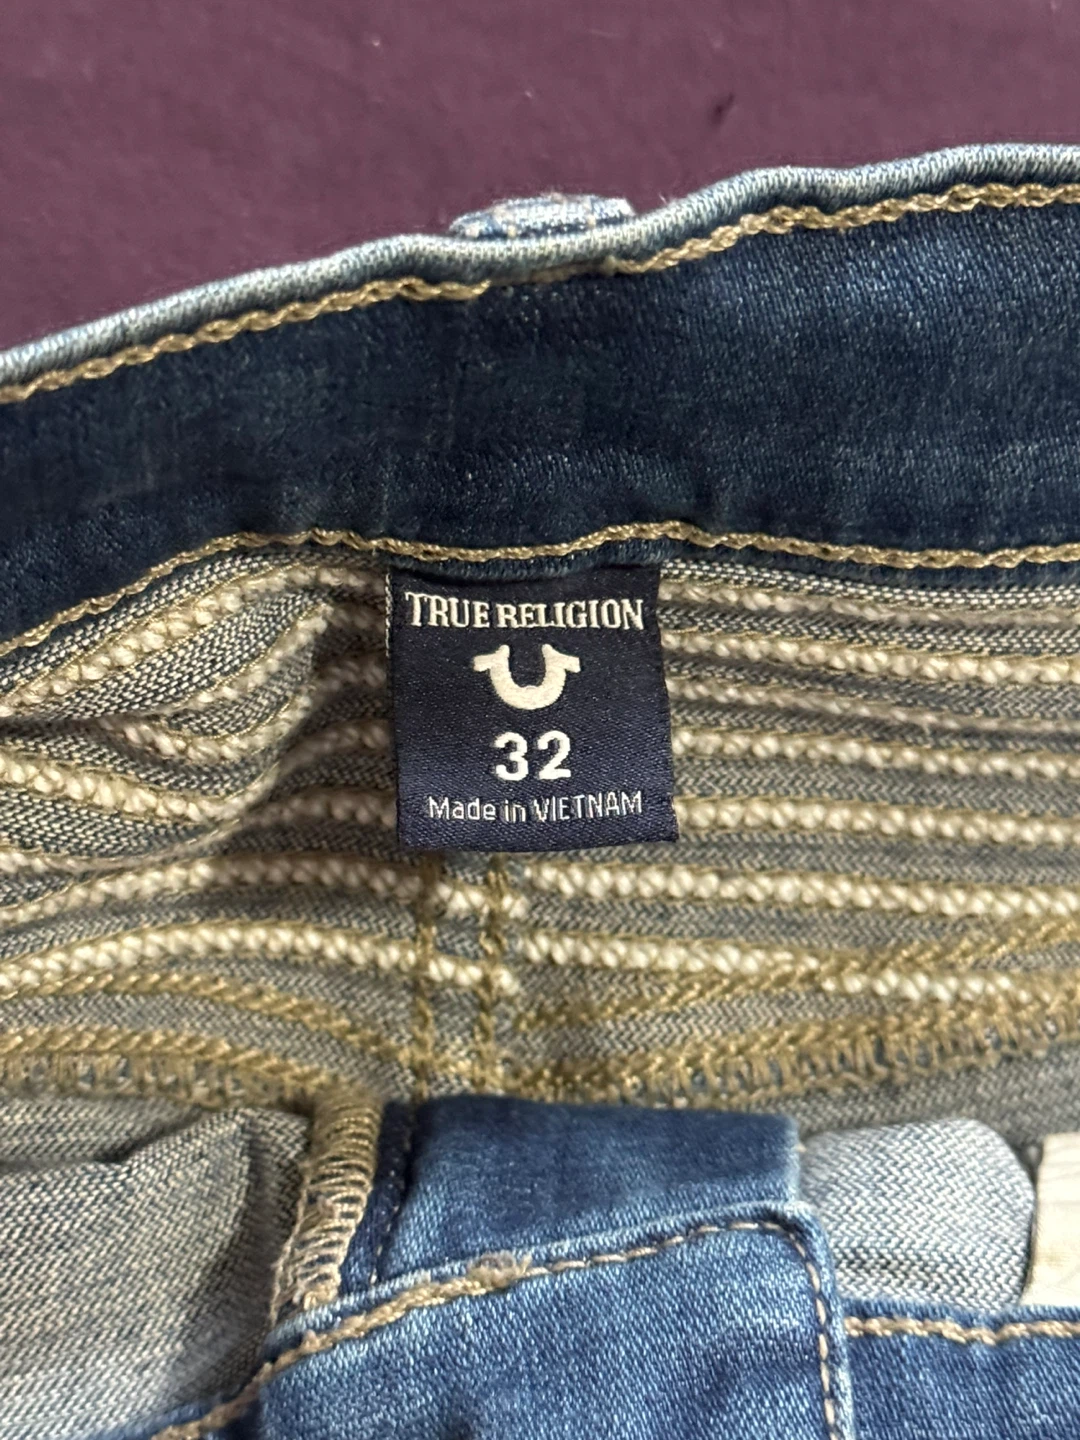 TRUE RELIGION
32
Made in VIETNAM